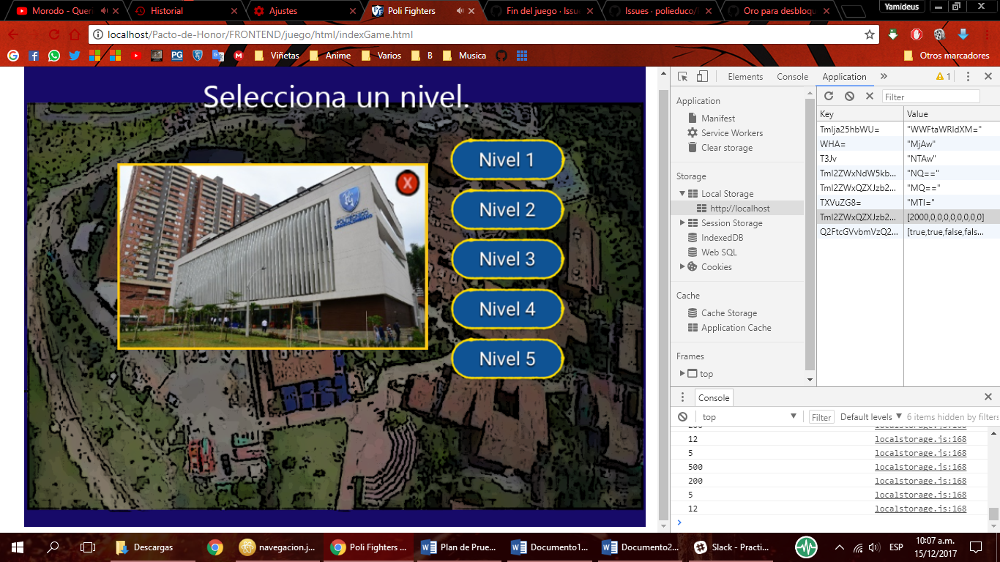 Morodo - Quer
Historial
Ajustes
Poli Fighters
Fin del juego · Issu
Issues · polieduco/
Oro para desbloqu
Yamideus
localhost/Pacto-de-Honor/FRONTEND/juego/html/indexGame.html
Viñetas
Anime
Varios
B
Musica
Otros marcadores
Selecciona un nivel.
X
Nivel 1
Nivel 2
Nivel 3
Nivel 4
Nivel 5
Elements
Console
Application
»
1
Application
Manifest
Service Workers
Clear storage
Storage
Local Storage
http://localhost
Session Storage
IndexedDB
Web SQL
Cookies
Cache
Cache Storage
Application Cache
Frames
top
Filter
Key Value
Tmlja25hbWU= "WWFtaWRldXM="
WHA= "MjAw"
T3Jv "NTAw"
Tml2ZWxNdW5kb... "NQ=="
Tml2ZWxQZXJzb2... "MQ=="
TXVuZG8= "MTI="
Tml2ZWxQZXJzb2... [2000,0,0,0,0,0,0,0,0]
Q2FtcGVvbmVzQ2... [true,true,false,fals...
Console
top
Filter
Default levels
6 items hidden by filters
200 localstorage.js:168
12 localstorage.js:168
5 localstorage.js:168
500 localstorage.js:168
200 localstorage.js:168
5 localstorage.js:168
12 localstorage.js:168
Descargas
navegacion.j...
Poli Fighters ...
Plan de Prue...
Documento1...
Documento2...
Slack - Practi...
ESP
10:07 a.m.
15/12/2017